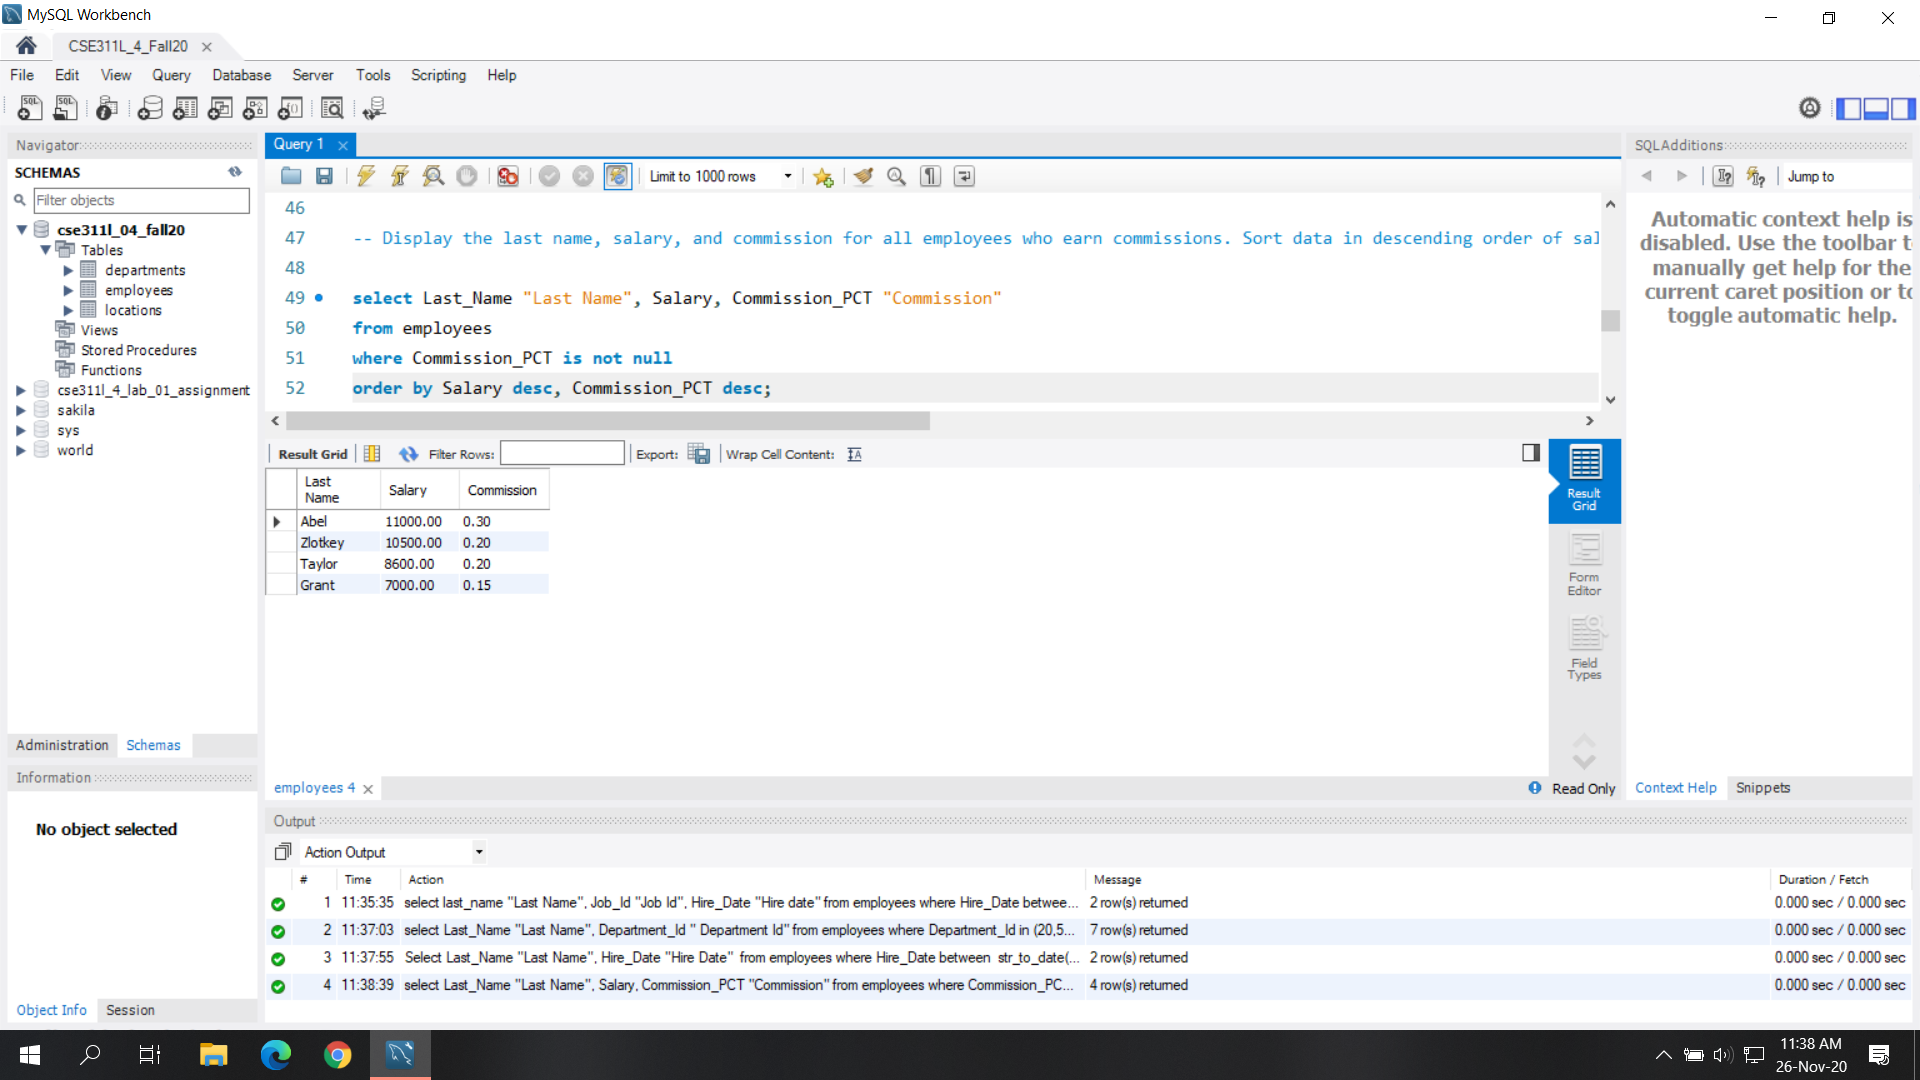 MySQL Workbench
CSE311L_4_Fall20
File Edit View Query Database Server Tools Scripting Help
Navigator
SCHEMAS
Filter objects
cse311l_04_fall20
Tables
departments
employees
locations
Views
Stored Procedures
Functions
cse311l_4_lab_01_assignment
sakila
sys
world
Administration Schemas
Information
No object selected
Object Info Session
Query 1
Limit to 1000 rows
46
47 -- Display the last name, salary, and commission for all employees who earn commissions. Sort data in descending order of sal
48
49 select Last_Name "Last Name", Salary, Commission_PCT "Commission"
50 from employees
51 where Commission_PCT is not null
52 order by Salary desc, Commission_PCT desc;
Result Grid Filter Rows: Export: Wrap Cell Content:
Last Name Salary Commission
Abel 11000.00 0.30
Zlotkey 10500.00 0.20
Taylor 8600.00 0.20
Grant 7000.00 0.15
Result Grid
Form Editor
Field Types
employees 4
Read Only
SQLAdditions
Jump to
Automatic context help is
disabled. Use the toolbar t
manually get help for the
current caret position or to
toggle automatic help.
Context Help Snippets
Output
Action Output
# Time Action Message Duration / Fetch
1 11:35:35 select last_name "Last Name", Job_Id "Job Id", Hire_Date "Hire date" from employees where Hire_Date betwee... 2 row(s) returned 0.000 sec / 0.000 sec
2 11:37:03 select Last_Name "Last Name", Department_Id " Department Id" from employees where Department_Id in (20,5... 7 row(s) returned 0.000 sec / 0.000 sec
3 11:37:55 Select Last_Name "Last Name", Hire_Date "Hire Date" from employees where Hire_Date between str_to_date(... 2 row(s) returned 0.000 sec / 0.000 sec
4 11:38:39 select Last_Name "Last Name", Salary, Commission_PCT "Commission" from employees where Commission_PC... 4 row(s) returned 0.000 sec / 0.000 sec
11:38 AM
26-Nov-20